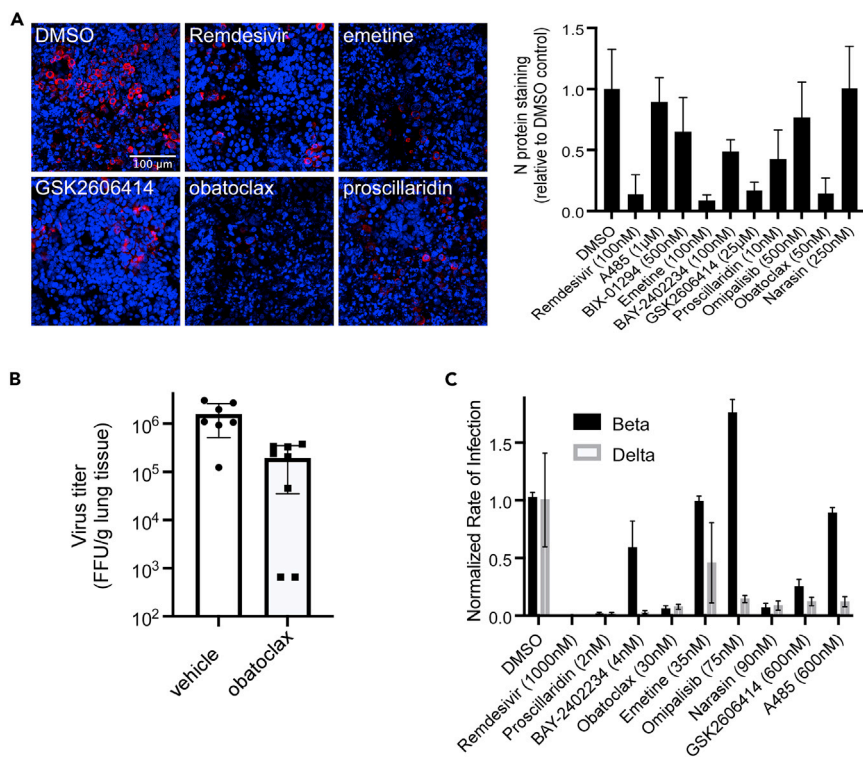 A
DMSO
Remdesivir
emetine
100 µm
GSK2606414
obatoclax
proscillaridin
N protein staining
(relative to DMSO control)
1.5
1.0
0.5
0.0
DMSO
Remdesivir (100nM)
A485 (1µM)
BIX-01294 (500nM)
Emetine (100nM)
BAY-2402234 (100nM)
GSK2606414 (25µM)
Proscillaridin (10nM)
Omipalisib (500nM)
Obatoclax (50nM)
Narasin (250nM)
B
Virus titer
(FFU/g lung tissue)
10⁶
10⁵
10⁴
10³
10²
vehicle
obatoclax
C
Normalized Rate of Infection
1.5
1.0
0.5
0.0
Beta
Delta
DMSO
Remdesivir (1000nM)
Proscillaridin (2nM)
BAY-2402234 (4nM)
Obatoclax (30nM)
Emetine (35nM)
Omipalisib (75nM)
Narasin (90nM)
GSK2606414 (600nM)
A485 (600nM)